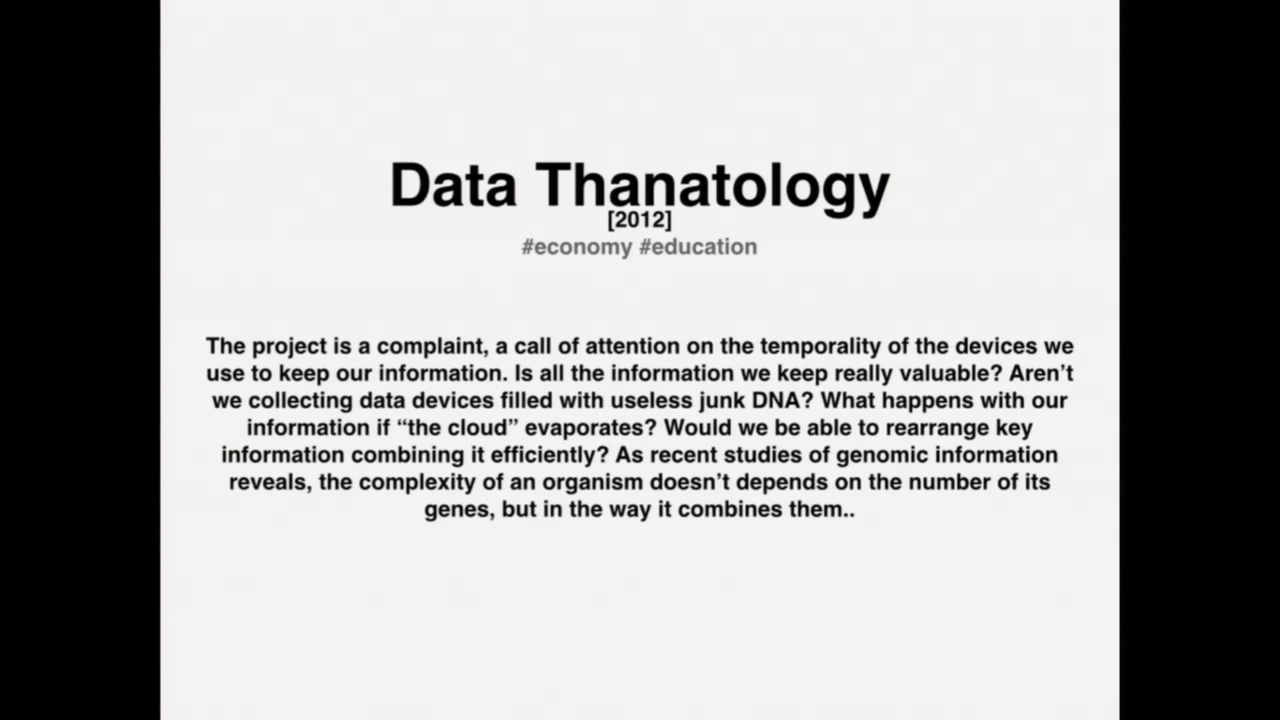 Data Thanatology
[2012]
#economy #education
The project is a complaint, a call of attention on the temporality of the devices we
use to keep our information. Is all the information we keep really valuable? Aren’t
we collecting data devices filled with useless junk DNA? What happens with our
information if “the cloud” evaporates? Would we be able to rearrange key
information combining it efficiently? As recent studies of genomic information
reveals, the complexity of an organism doesn’t depends on the number of its
genes, but in the way it combines them..